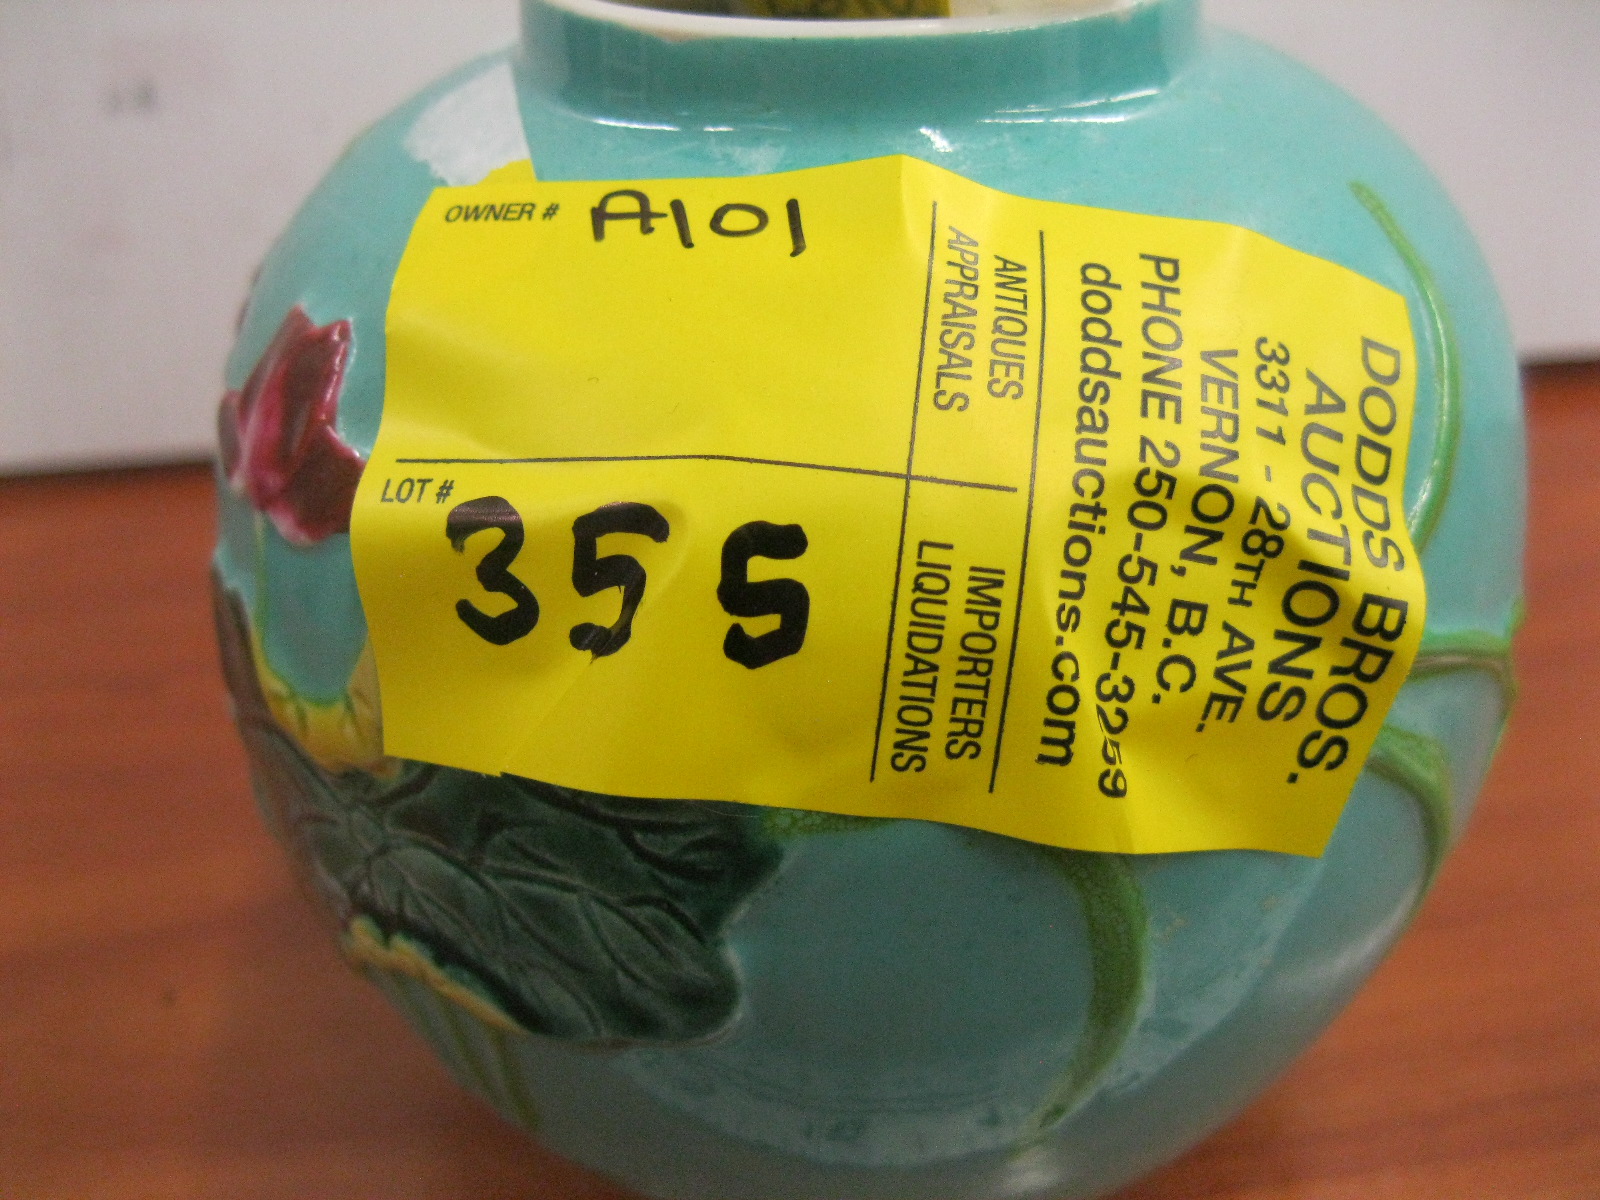 OWNER # A101
LOT # 355
ANTIQUES
APPRAISALS
IMPORTERS
LIQUIDATIONS
DODDS BROS.
AUCTIONS
3311 - 28TH AVE.
VERNON, B.C.
PHONE 250-545-3259
doddsauctions.com